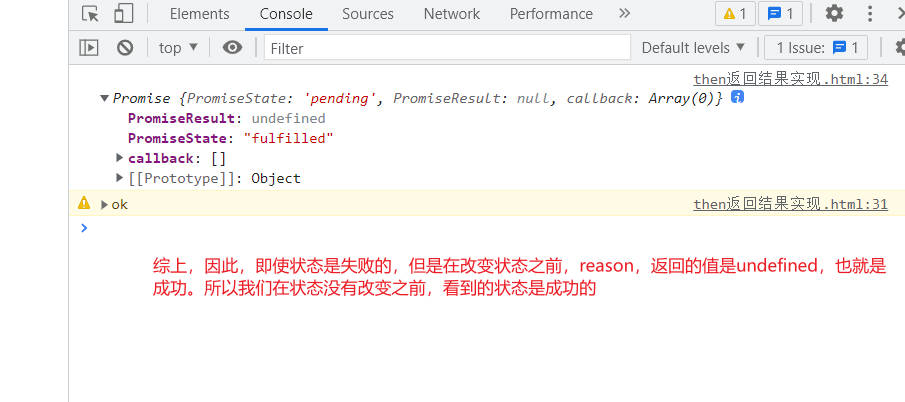 Elements Console Sources Network Performance » 1 1
top ▼ Filter Default levels ▼ 1 Issue: 1
then返回结果实现.html:34
Promise {PromiseState: 'pending', PromiseResult: null, callback: Array(0)} i
PromiseResult: undefined
PromiseState: "fulfilled"
callback: []
[[Prototype]]: Object
ok then返回结果实现.html:31
综上，因此，即使状态是失败的，但是在改变状态之前，reason，返回的值是undefined，也就是
成功。所以我们在状态没有改变之前，看到的状态是成功的